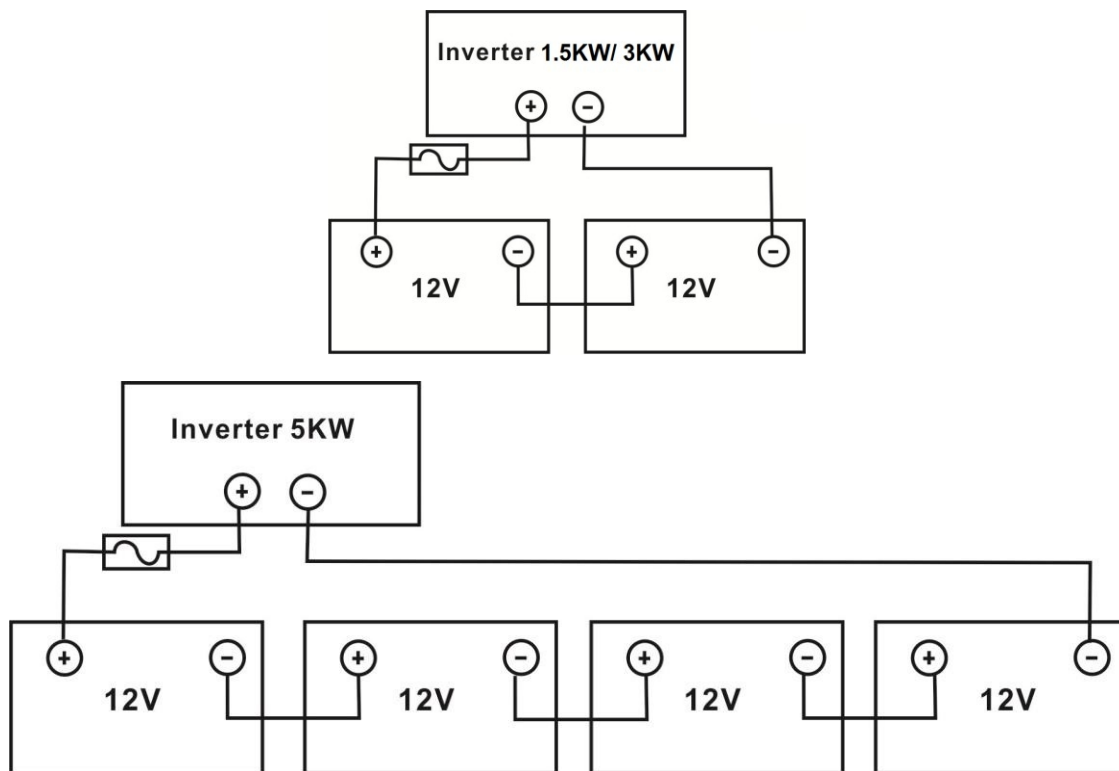 Inverter 1.5KW/ 3KW
+ −
+ − + −
12V 12V
Inverter 5KW
+ −
+ − + − + − + −
12V 12V 12V 12V